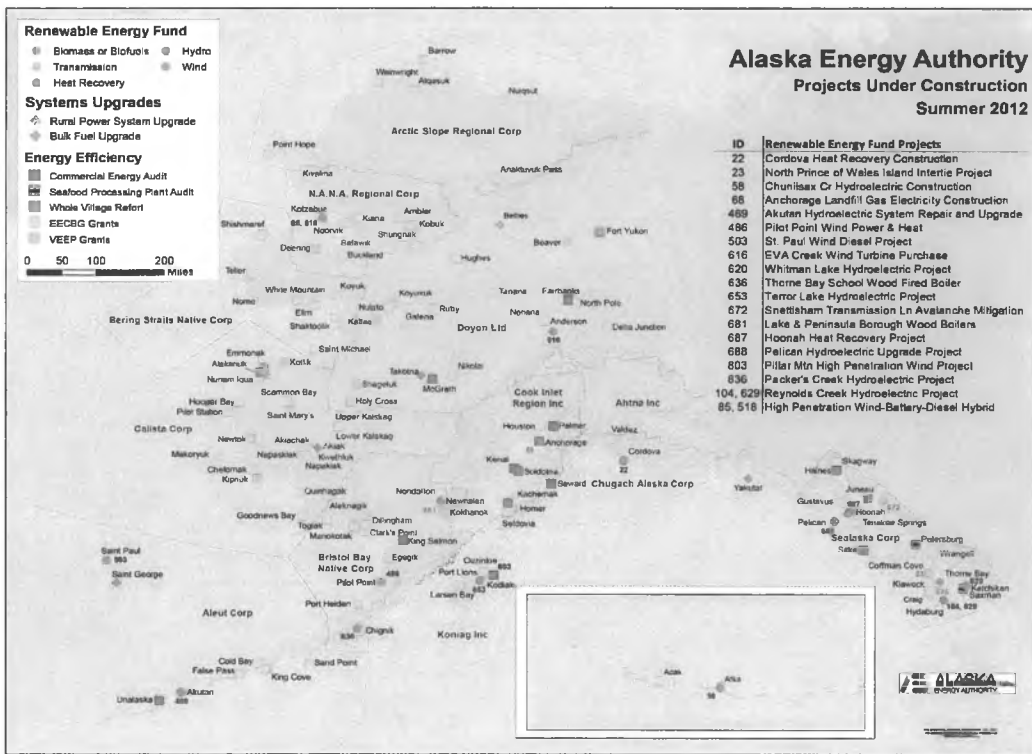 Renewable Energy Fund
Biomass or Biofuels
Hydro
Transmission
Wind
Heat Recovery
Systems Upgrades
Rural Power System Upgrade
Bulk Fuel Upgrade
Energy Efficiency
Commercial Energy Audit
Seafood Processing Plant Audit
Whole Village Refort
EECBG Grants
VEEP Grants
0 50 100 200
Miles
Alaska Energy Authority
Projects Under Construction
Summer 2012
ID Renewable Energy Fund Projects
22 Cordova Heat Recovery Construction
23 North Prince of Wales Island Intertie Project
58 Chuniisax Cr Hydroelectric Construction
68 Anchorage Landfill Gas Electricity Construction
469 Akutan Hydroelectric System Repair and Upgrade
486 Pilot Point Wind Power & Heat
503 St. Paul Wind Diesel Project
616 EVA Creek Wind Turbine Purchase
620 Whitman Lake Hydroelectric Project
636 Thorne Bay School Wood Fired Boiler
653 Terror Lake Hydroelectric Project
672 Snettisham Transmission Ln Avalanche Mitigation
681 Lake & Peninsula Borough Wood Boilers
687 Hoonah Heat Recovery Project
688 Pelican Hydroelectric Upgrade Project
803 Pillar Mtn High Penetration Wind Project
836 Packer's Creek Hydroelectric Project
104, 629 Reynolds Creek Hydroelectric Project
85, 518 High Penetration Wind-Battery-Diesel Hybrid
Barrow
Wainwright
Atqasuk
Nuiqsut
Arctic Slope Regional Corp
Point Hope
Anaktuvuk Pass
Kivalina
N.A.N.A. Regional Corp
Kotzebue
Kiana
Ambler
Kobuk
Noorvik
Shungnak
Selawik
Buckland
Deering
Shishmaref
Bettles
Beaver
Fort Yukon
Hughes
Teller
White Mountain
Koyuk
Koyukuk
Tanana
Fairbanks
North Pole
Nome
Elim
Nulato
Ruby
Nenana
Galena
Kaltag
Shaktoolik
Bering Straits Native Corp
Doyon Ltd
Anderson
Delta Junction
Saint Michael
Emmonak
Alakanuk
Kotlik
Nunam Iqua
Takotna
Nikolai
McGrath
Shageluk
Scammon Bay
Holy Cross
Cook Inlet
Region Inc
Ahtna Inc
Hooper Bay
Pilot Station
Saint Mary's
Upper Kalskag
Calista Corp
Houston
Palmer
Valdez
Newtok
Akiachak
Lower Kalskag
Akiak
Anchorage
Cordova
22
Mekoryuk
Napaskiak
Kwethluk
Napakiak
Kenai
Soldotna
Chefornak
Kipnuk
Seward
Chugach Alaska Corp
Yakutat
Quinhagak
Nondalton
Newhalen
Kokhanok
Kachemak
Homer
Seldovia
Goodnews Bay
Aleknagik
Togiak
Manokotak
Dillingham
Clark's Point
King Salmon
Saint Paul
503
Saint George
Bristol Bay
Native Corp
Egegik
Pilot Point
486
Ouzinkie
Port Lions
Kodiak
Larsen Bay
Aleut Corp
Port Heiden
Koniag Inc
Chignik
836
Cold Bay
False Pass
Sand Point
King Cove
Akutan
Unalaska
Adak
Atka
58
Skagway
Haines
Juneau
Gustavus
687
Hoonah
Pelican
Tenakee Springs
Sealaska Corp
Sitka
Petersburg
Wrangell
Coffman Cove
Thorne Bay
Klawock
Ketchikan
Saxman
Craig
104, 629
Hydaburg
ALASKA
ENERGY AUTHORITY